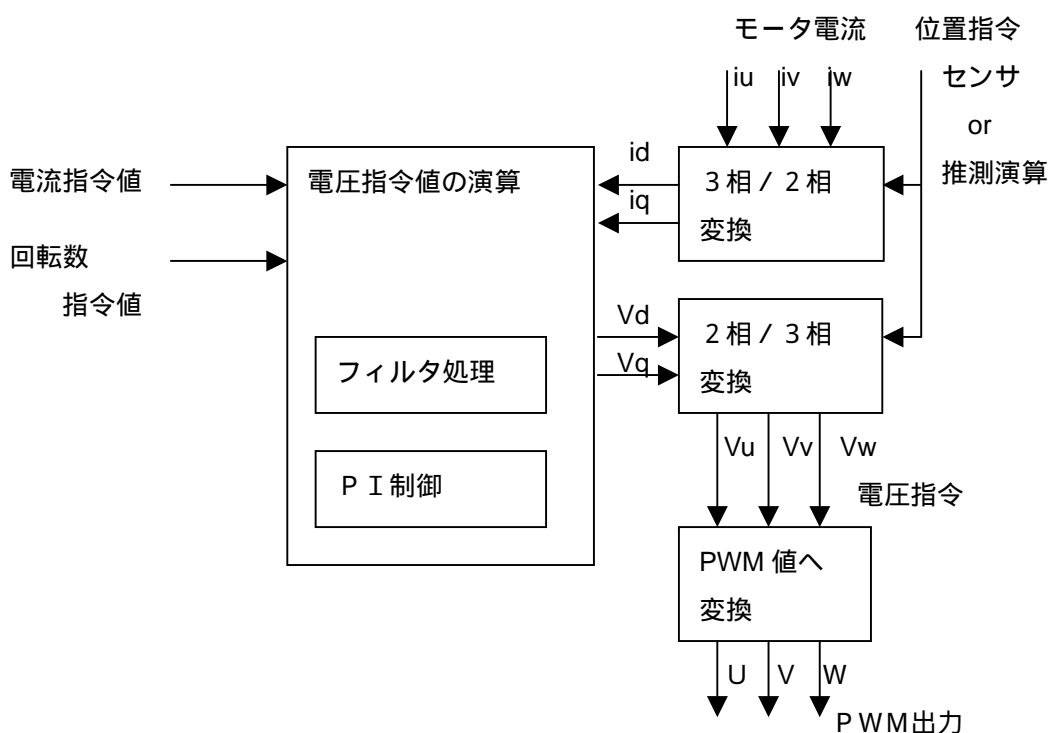 モータ電流 位置指令
iu iv iw センサ
or
推測演算
電流指令値
回転数
指令値
電圧指令値の演算
フィルタ処理
ＰＩ制御
id
iq
３相／２相
変換
Vd
Vq
２相／３相
変換
Vu Vv Vw
電圧指令
PWM 値へ
変換
U V W
ＰＷＭ出力